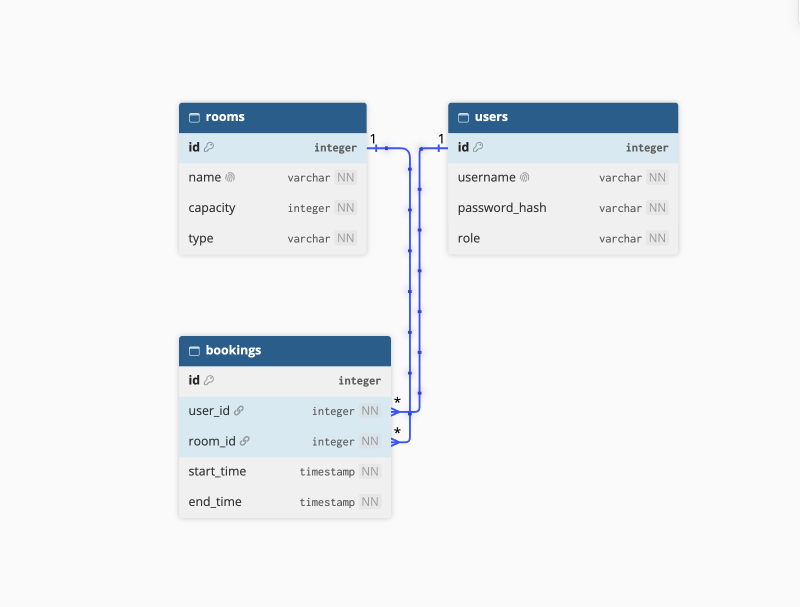 rooms
id integer
name varchar NN
capacity integer NN
type varchar NN
1
users
id integer
username varchar NN
password_hash varchar NN
role varchar NN
1
bookings
id integer
user_id integer NN
*
room_id integer NN
*
start_time timestamp NN
end_time timestamp NN